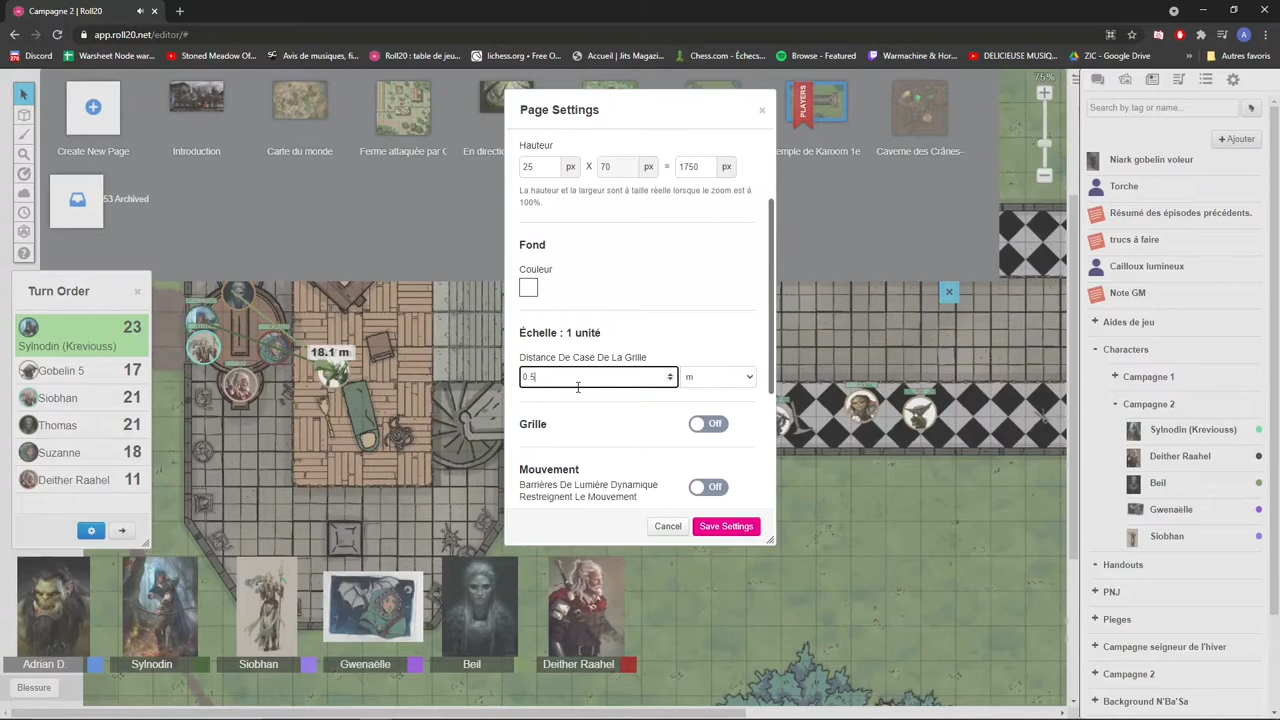 Campagne 2 | Roll20
app.roll20.net/editor/#
Discord
Warsheet Node war...
Stoned Meadow Of...
Avis de musiques, fi...
Roll20 : table de jeu...
lichess.org • Free On...
Accueil | Jits Magazi...
Chess.com - Échecs...
Spotify
Browse - Featured
Warmachine & Hor...
DELICIEUSE MUSIQ...
ZIC - Google Drive
Autres favoris
Create New Page
Introduction
Carte du monde
Ferme attaquée par
En direction
PLAYERS
Temple de Karoom 1e
Caverne des Crânes-
53 Archived
75%
Page Settings
Hauteur
25 px X 70 px = 1750 px
La hauteur et la largeur sont à taille réelle lorsque le zoom est à
100%.
Fond
Couleur
Échelle : 1 unité
Distance De Case De La Grille
0.5 m
Grille
Off
Mouvement
Barrières De Lumière Dynamique
Restreignent Le Mouvement
Off
Cancel
Save Settings
Turn Order
23
Sylnodin (Kreviouss)
Gobelin 5 17
Siobhan 21
Thomas 21
Suzanne 18
Deither Raahel 11
18.1 m
Adrian D.
Sylnodin
Siobhan
Gwenaëlle
Beil
Deither Raahel
Blessure
Search by tag or name...
+ Ajouter
Niark gobelin voleur
Torche
Résumé des épisodes précédents.
trucs à faire
Cailloux lumineux
Note GM
+ Aides de jeu
- Characters
+ Campagne 1
- Campagne 2
Sylnodin (Kreviouss)
Deither Raahel
Beil
Gwenaëlle
Siobhan
- Handouts
+ PNJ
+ Pieges
+ Campagne seigneur de l'hiver
+ Campagne 2
+ Background N'Ba'Sa